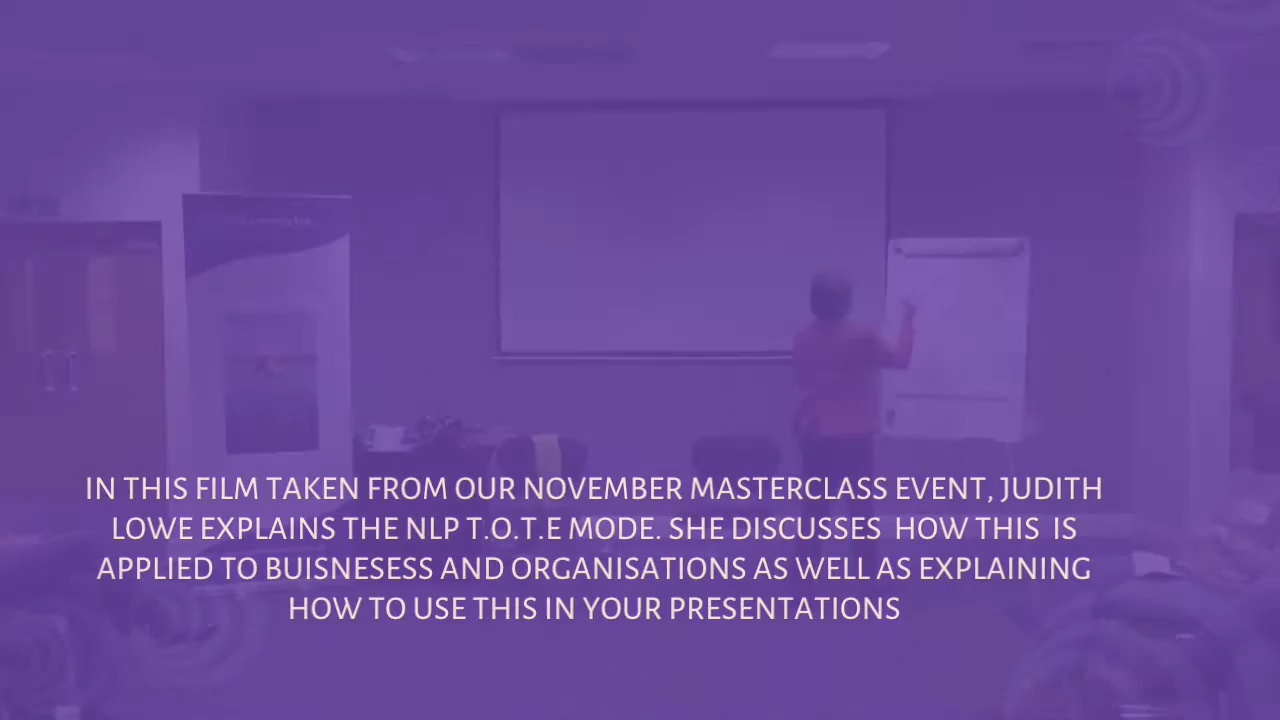 IN THIS FILM TAKEN FROM OUR NOVEMBER MASTERCLASS EVENT, JUDITH
LOWE EXPLAINS THE NLP T.O.T.E MODE. SHE DISCUSSES HOW THIS IS
APPLIED TO BUISNESESS AND ORGANISATIONS AS WELL AS EXPLAINING
HOW TO USE THIS IN YOUR PRESENTATIONS